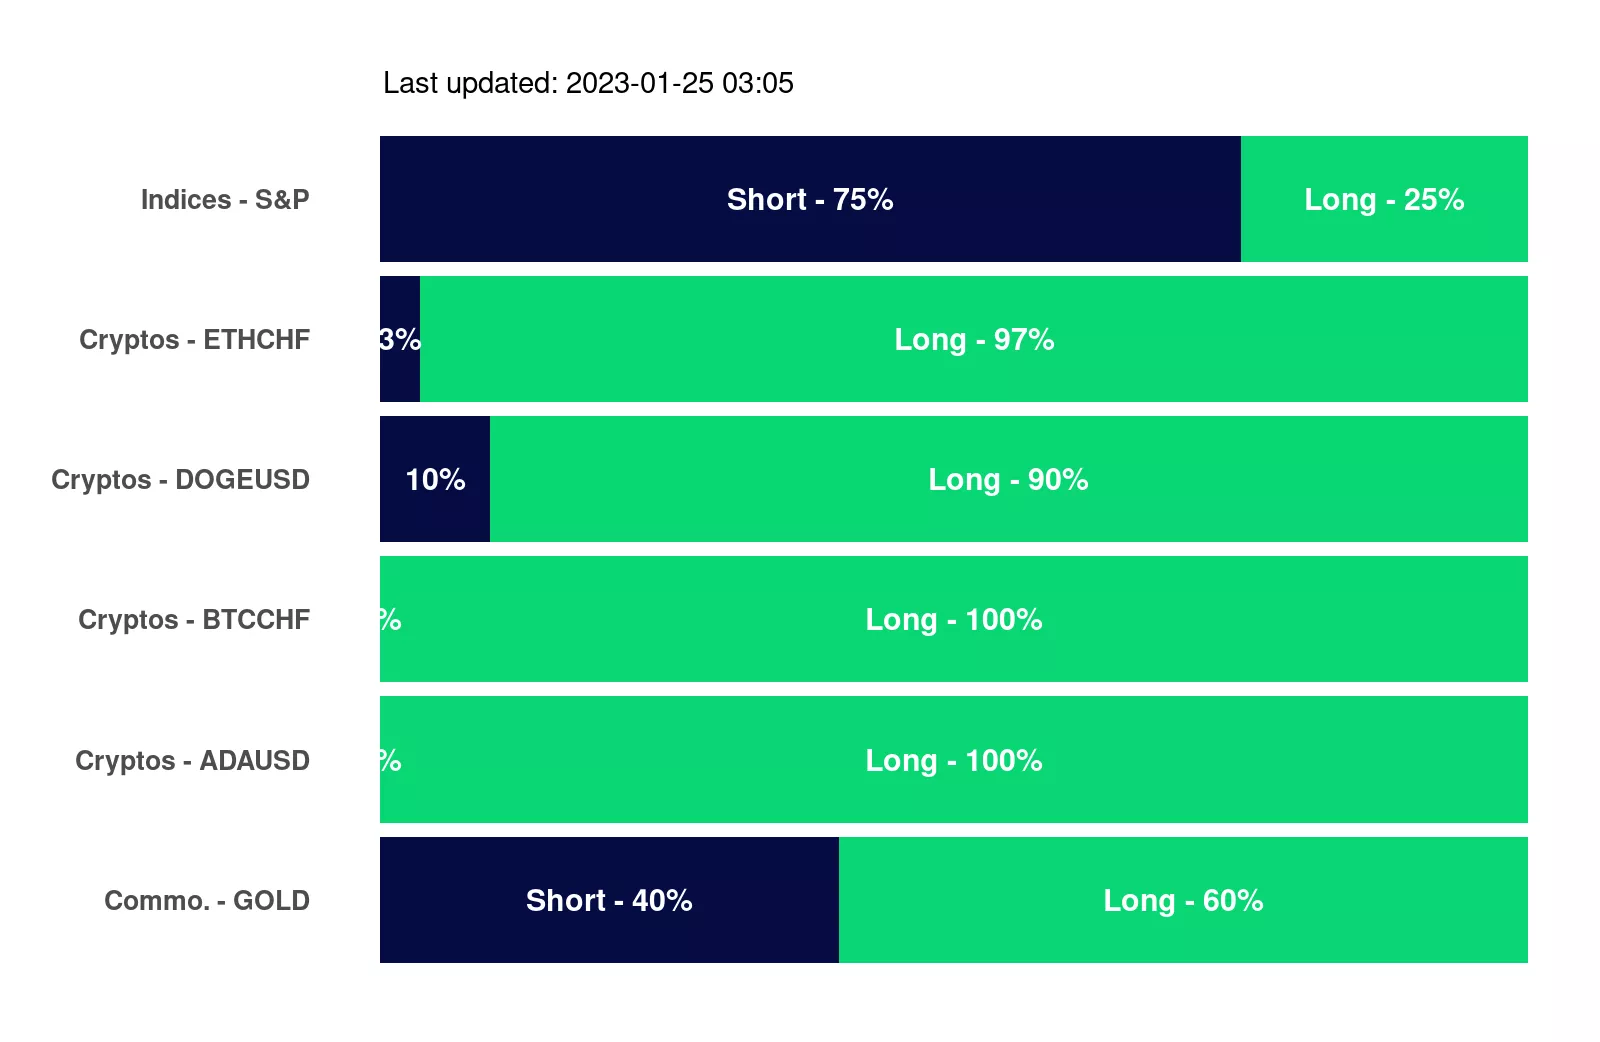 Last updated: 2023-01-25 03:05
Indices - S&P Short - 75% Long - 25%
Cryptos - ETHCHF 3% Long - 97%
Cryptos - DOGEUSD 10% Long - 90%
Cryptos - BTCCHF % Long - 100%
Cryptos - ADAUSD % Long - 100%
Commo. - GOLD Short - 40% Long - 60%